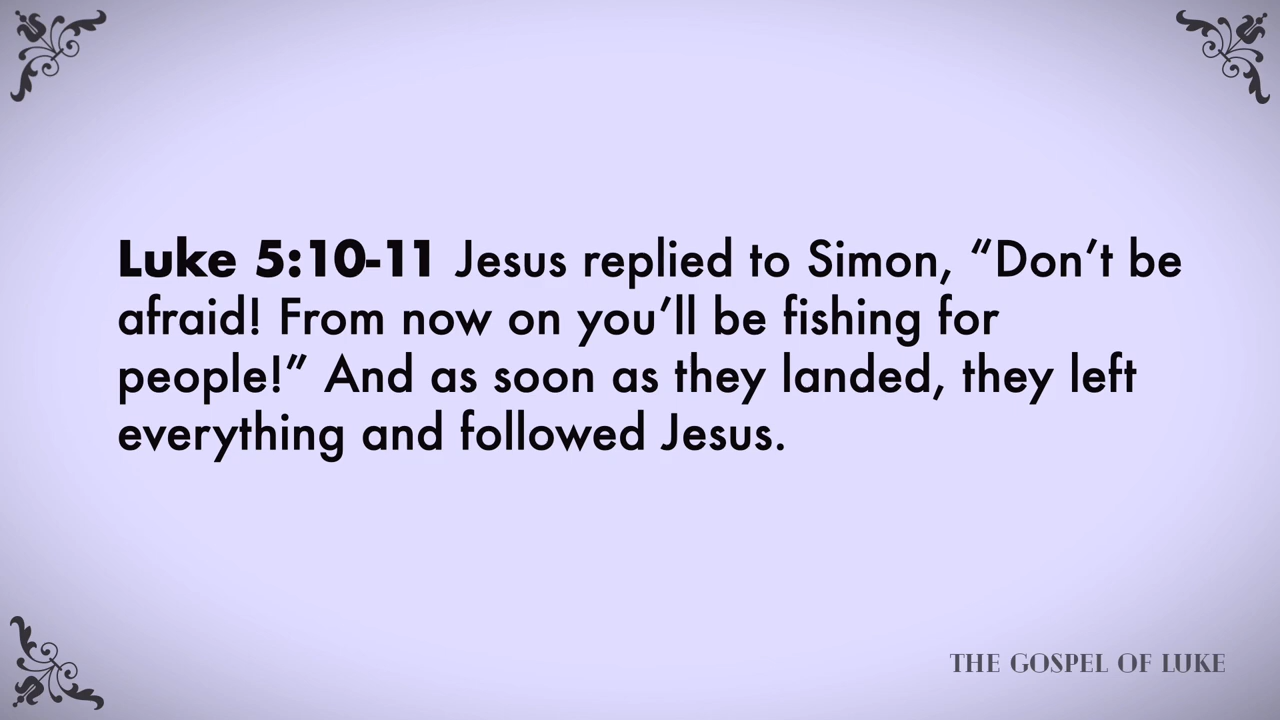 Luke 5:10-11 Jesus replied to Simon, “Don’t be
afraid! From now on you’ll be fishing for
people!” And as soon as they landed, they left
everything and followed Jesus.
THE GOSPEL OF LUKE